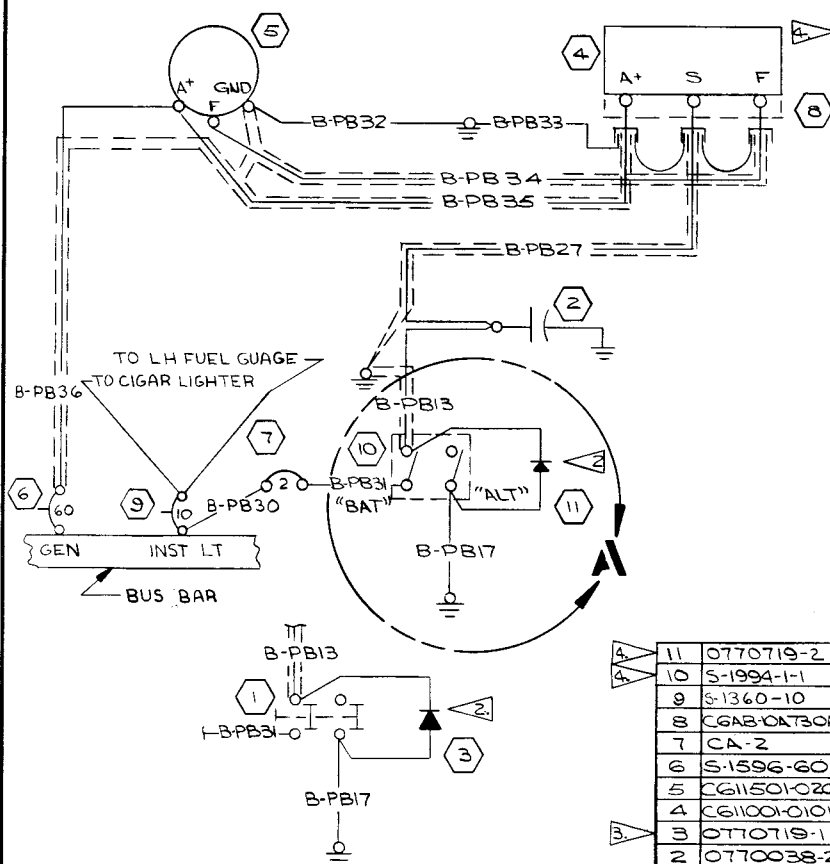 5
A+ GND
F
4
4.
A+ S F
8
B-PB32
B-PB33
B-PB34
B-PB35
B-PB27
2
TO LH FUEL GUAGE
TO CIGAR LIGHTER
B-PB36
7
B-PB13
10
2
6
60
9
10
B-PB30
2
B-PB31
"BAT"
"ALT"
11
GEN
INST LT
B-PB17
A
BUS BAR
B-PB13
1
2.
B-PB31
3
B-PB17
4. 11 0770719-2
4. 10 S-1994-1-1
9 S-1360-10
8
7 CA-2
6 S-1596-60
5 C611501-020
4 C611001-0101
3. 3 0770719-1
2 0770038-2